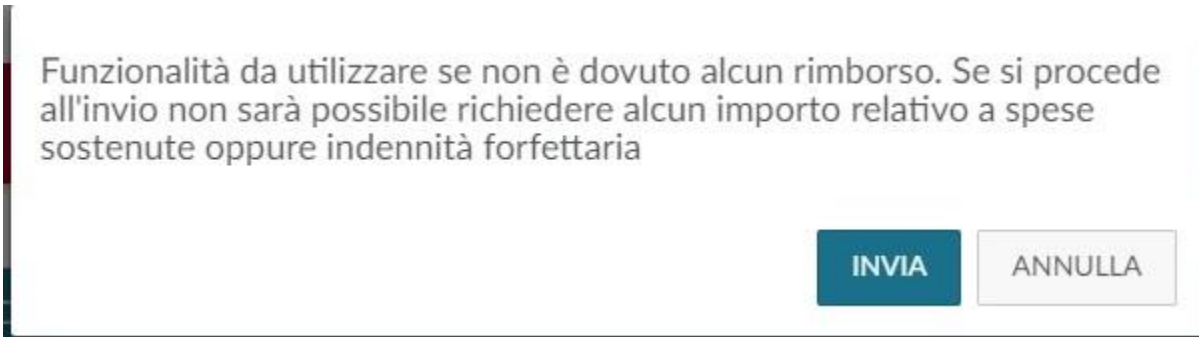 Funzionalità da utilizzare se non è dovuto alcun rimborso. Se si procede
all'invio non sarà possibile richiedere alcun importo relativo a spese
sostenute oppure indennità forfettaria
INVIA ANNULLA